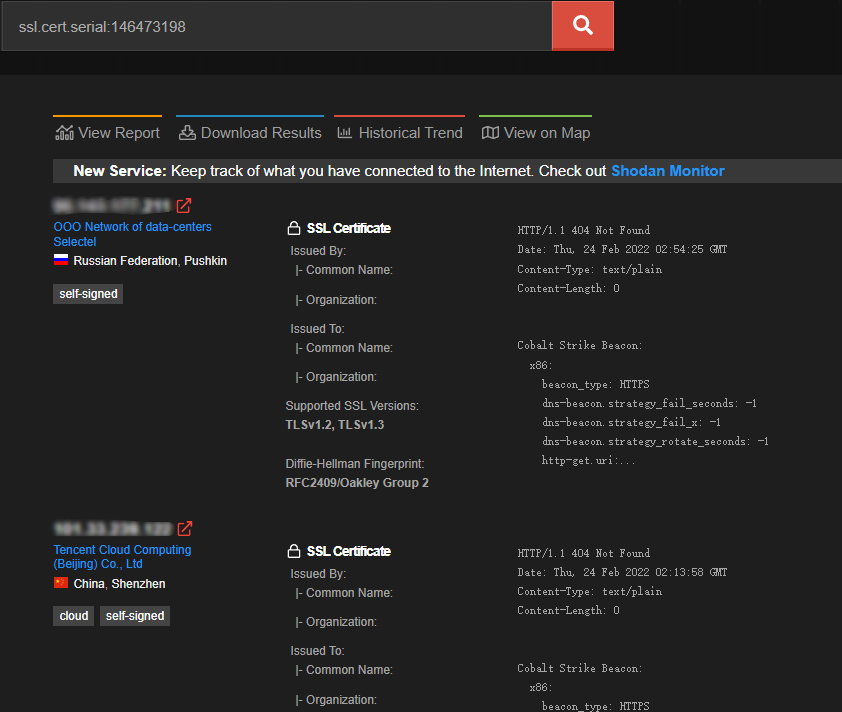 ssl.cert.serial:146473198
View Report
Download Results
Historical Trend
View on Map
New Service: Keep track of what you have connected to the Internet. Check out Shodan Monitor
OOO Network of data-centers
Selectel
Russian Federation, Pushkin
self-signed
SSL Certificate
Issued By:
|- Common Name:
|- Organization:
Issued To:
|- Common Name:
|- Organization:
Supported SSL Versions:
TLSv1.2, TLSv1.3
Diffie-Hellman Fingerprint:
RFC2409/Oakley Group 2
HTTP/1.1 404 Not Found
Date: Thu, 24 Feb 2022 02:54:25 GMT
Content-Type: text/plain
Content-Length: 0
Cobalt Strike Beacon:
x86:
beacon_type: HTTPS
dns-beacon.strategy_fail_seconds: -1
dns-beacon.strategy_fail_x: -1
dns-beacon.strategy_rotate_seconds: -1
http-get.uri:...
Tencent Cloud Computing
(Beijing) Co., Ltd
China, Shenzhen
cloud
self-signed
SSL Certificate
Issued By:
|- Common Name:
|- Organization:
Issued To:
|- Common Name:
|- Organization:
HTTP/1.1 404 Not Found
Date: Thu, 24 Feb 2022 02:13:58 GMT
Content-Type: text/plain
Content-Length: 0
Cobalt Strike Beacon:
x86:
beacon_type: HTTPS